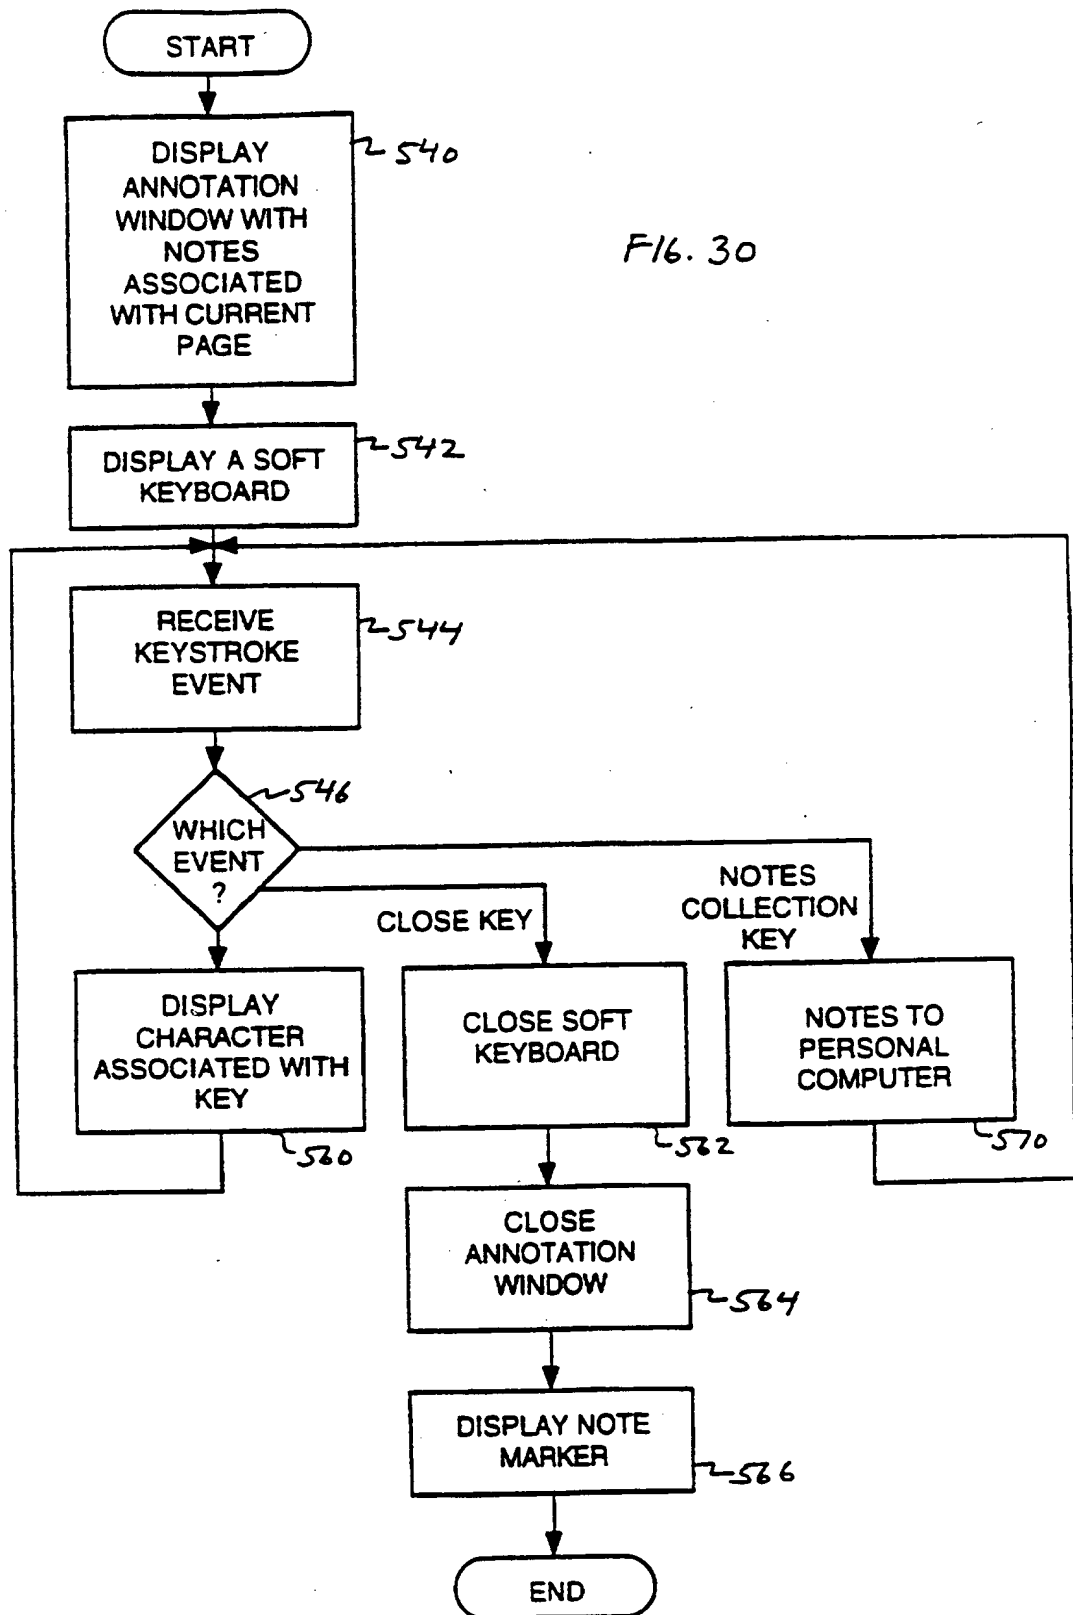 START
DISPLAY
ANNOTATION
WINDOW WITH
NOTES
ASSOCIATED
WITH CURRENT
PAGE
540
FIG. 30
DISPLAY A SOFT
KEYBOARD
542
RECEIVE
KEYSTROKE
EVENT
544
WHICH
EVENT
?
546
CLOSE KEY
NOTES
COLLECTION
KEY
DISPLAY
CHARACTER
ASSOCIATED WITH
KEY
560
CLOSE SOFT
KEYBOARD
562
NOTES TO
PERSONAL
COMPUTER
570
CLOSE
ANNOTATION
WINDOW
564
DISPLAY NOTE
MARKER
566
END